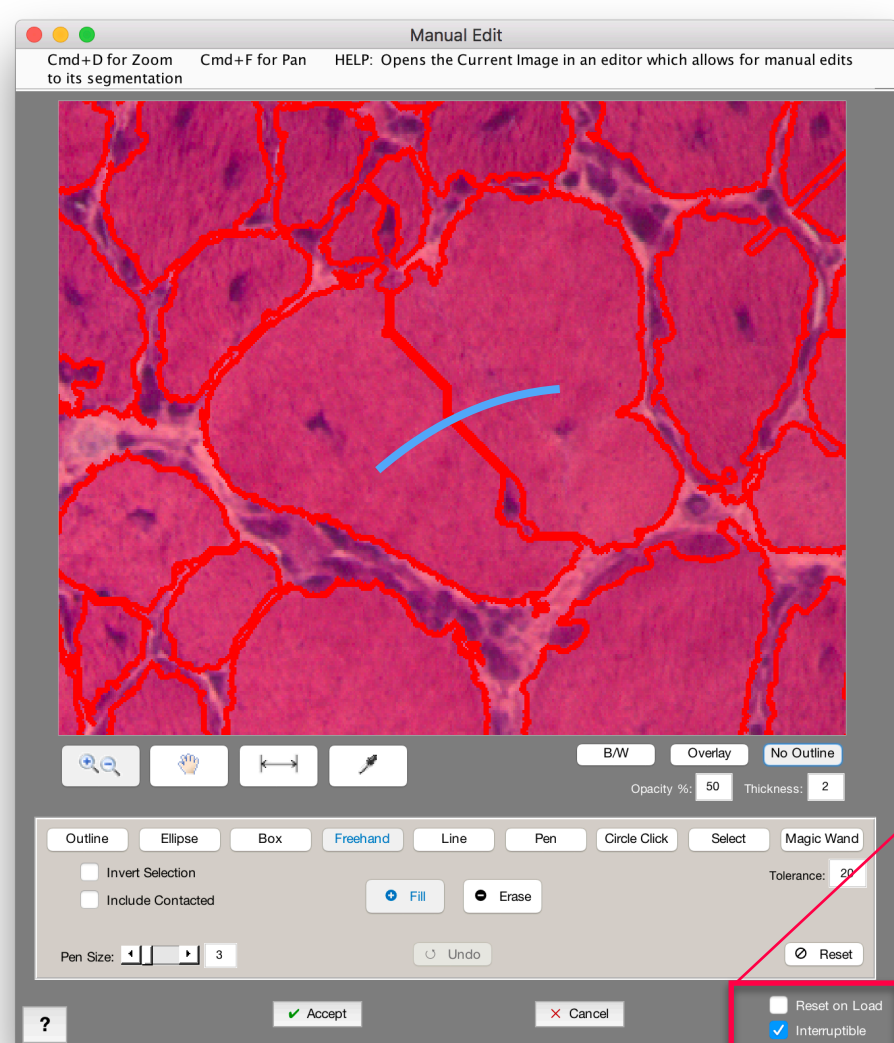 Manual Edit
Cmd+D for Zoom Cmd+F for Pan HELP: Opens the Current Image in an editor which allows for manual edits
to its segmentation
B/W Overlay No Outline
Opacity %: 50 Thickness: 2
Outline Ellipse Box Freehand Line Pen Circle Click Select Magic Wand
Invert Selection
Tolerance: 20
Include Contacted
Fill Erase
Pen Size: 3 Undo Reset
Reset on Load
? Accept Cancel
Interruptible